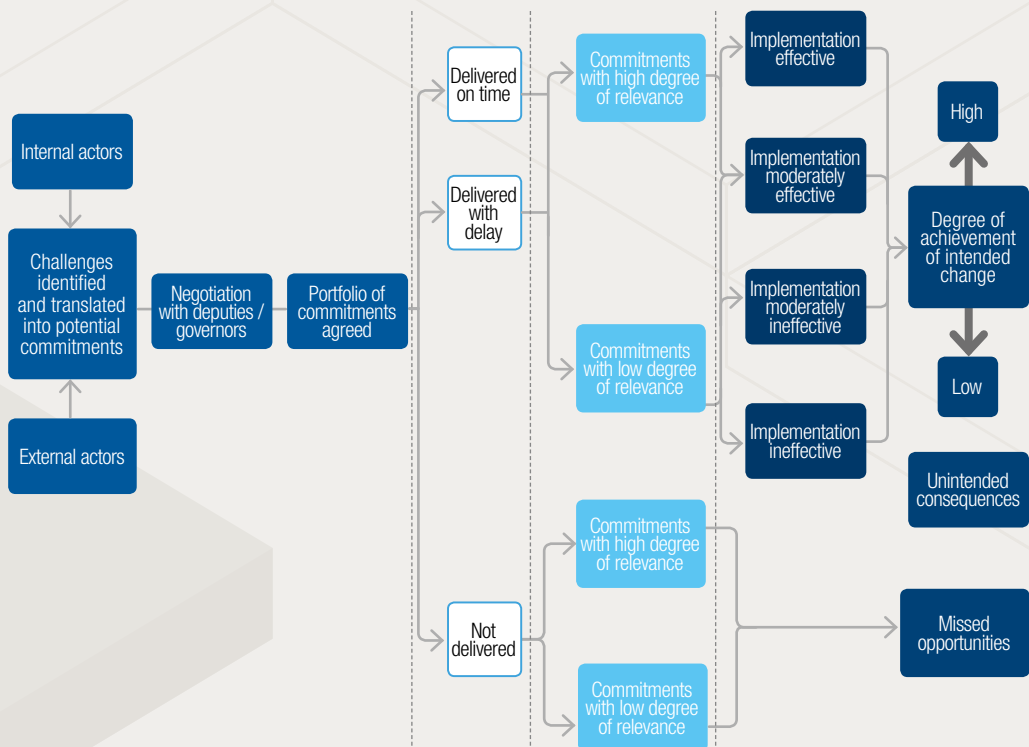 Internal actors
Challenges
identified
and translated
into potential
commitments
External actors
Negotiation
with deputies /
governors
Portfolio of
commitments
agreed
Delivered
on time
Delivered
with
delay
Not
delivered
Commitments
with high degree
of relevance
Commitments
with low degree
of relevance
Commitments
with high degree
of relevance
Commitments
with low degree
of relevance
Implementation
effective
Implementation
moderately
effective
Implementation
moderately
ineffective
Implementation
ineffective
High
Degree of
achievement
of intended
change
Low
Unintended
consequences
Missed
opportunities